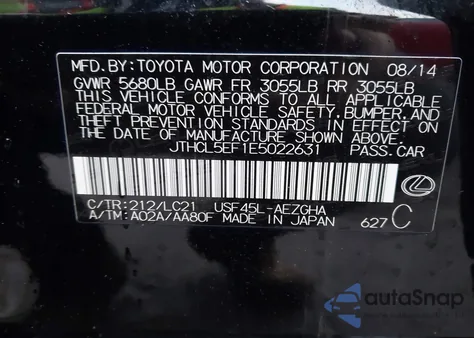 MFD.BY:TOYOTA MOTOR CORPORATION 08/14
GVWR 5680LB GAWR FR 3055LB RR 3055LB
THIS VEHICLE CONFORMS TO ALL APPLICABLE
FEDERAL MOTOR VEHICLE SAFETY,BUMPER, AND
THEFT PREVENTION STANDARDS IN EFFECT ON
THE DATE OF MANUFACTURE SHOWN ABOVE.
JTHCL5EF1E5022631 PASS.CAR
C/TR:212/LC21 USF45L-AEZGHA
A/TM:A02A/AA80F MADE IN JAPAN 627 C
autoSnap